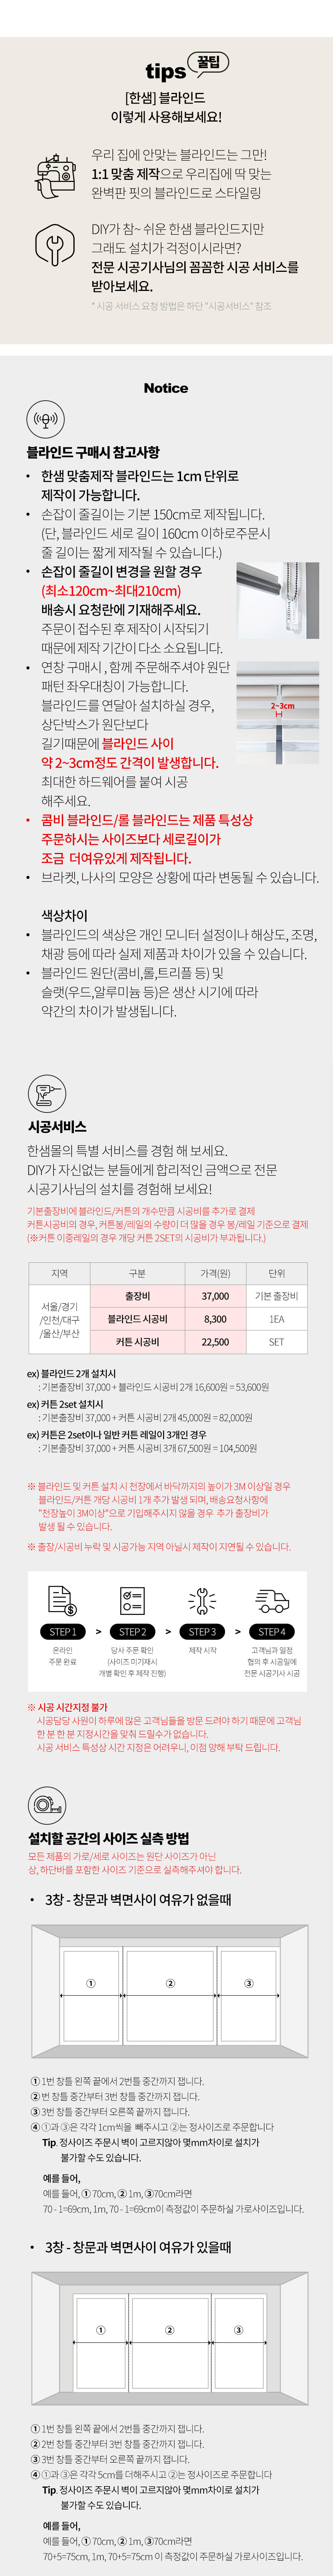 tips 꿀팁
[한샘] 블라인드
이렇게 사용해보세요!
우리 집에 안맞는 블라인드는 그만!
1:1 맞춤 제작으로 우리집에 딱 맞는
완벽판 핏의 블라인드로 스타일링
DIY가 참~ 쉬운 한샘 블라인드지만
그래도 설치가 걱정이시라면?
전문 시공기사님의 꼼꼼한 시공 서비스를
받아보세요.
* 시공 서비스 요청 방법은 하단 "시공서비스" 참조
Notice
블라인드 구매시 참고사항
• 한샘 맞춤제작 블라인드는 1cm 단위로
제작이 가능합니다.
• 손잡이 줄길이는 기본 150cm로 제작됩니다.
(단, 블라인드 세로 길이 160cm 이하로주문시
줄 길이는 짧게 제작될 수 있습니다.)
• 손잡이 줄길이 변경을 원할 경우
(최소120cm~최대210cm)
배송시 요청란에 기재해주세요.
주문이 접수된 후 제작이 시작되기
때문에 제작 기간이 다소 소요됩니다.
• 연창 구매시 , 함께 주문해주셔야 원단
패턴 좌우대칭이 가능합니다.
블라인드를 연달아 설치하실 경우,
상단박스가 원단보다
길기때문에 블라인드 사이
약 2~3cm정도 간격이 발생합니다.
최대한 하드웨어를 붙여 시공
해주세요.
2~3cm
• 콤비 블라인드/롤 블라인드는 제품 특성상
주문하시는 사이즈보다 세로길이가
조금 더여유있게 제작됩니다.
• 브라켓, 나사의 모양은 상황에 따라 변동될 수 있습니다.
색상차이
• 블라인드의 색상은 개인 모니터 설정이나 해상도, 조명,
채광 등에 따라 실제 제품과 차이가 있을 수 있습니다.
• 블라인드 원단(콤비,롤,트리플 등) 및
슬랫(우드,알루미늄 등)은 생산 시기에 따라
약간의 차이가 발생됩니다.
시공서비스
한샘몰의 특별 서비스를 경험 해 보세요.
DIY가 자신없는 분들에게 합리적인 금액으로 전문
시공기사님의 설치를 경험해 보세요!
기본출장비에 블라인드/커튼의 개수만큼 시공비를 추가로 결제
커튼시공비의 경우, 커튼봉/레일의 수량이 더 많을 경우 봉/레일 기준으로 결제
(※커튼 이중레일의 경우 개당 커튼 2SET의 시공비가 부과됩니다.)
지역 구분 가격(원) 단위
서울/경기
/인천/대구
/울산/부산
출장비 37,000 기본 출장비
블라인드 시공비 8,300 1EA
커튼 시공비 22,500 SET
ex) 블라인드 2개 설치시
: 기본출장비 37,000 + 블라인드 시공비 2개 16,600원 = 53,600원
ex) 커튼 2set 설치시
: 기본출장비 37,000 + 커튼 시공비 2개 45,000원 = 82,000원
ex) 커튼은 2set이나 일반 커튼 레일이 3개인 경우
: 기본출장비 37,000 + 커튼 시공비 3개 67,500원 = 104,500원
※ 블라인드 및 커튼 설치 시 천장에서 바닥까지의 높이가 3M 이상일 경우
블라인드/커튼 개당 시공비 1개 추가 발생 되며, 배송요청사항에
"천장높이 3M이상"으로 기입해주시지 않을 경우 추가 출장비가
발생 될 수 있습니다.
※ 출장/시공비 누락 및 시공가능 지역 아닐시 제작이 지연될 수 있습니다.
STEP 1 > STEP 2 > STEP 3 > STEP 4
온라인
주문 완료
당사 주문 확인
(사이즈 미기재시
개별 확인 후 제작 진행)
제작 시작
고객님과 일정
협의 후 시공일에
전문 시공기사 시공
※ 시공 시간지정 불가
시공담당 사원이 하루에 많은 고객님들을 방문 드려야 하기 때문에 고객님
한 분 한 분 지정시간을 맞춰 드릴수가 없습니다.
시공 서비스 특성상 시간 지정은 어려우니, 이점 양해 부탁 드립니다.
설치할 공간의 사이즈 실측 방법
모든 제품의 가로/세로 사이즈는 원단 사이즈가 아닌
상, 하단바를 포함한 사이즈 기준으로 실측해주셔야 합니다.
• 3창 - 창문과 벽면사이 여유가 없을때
① ② ③
① 1번 창틀 왼쪽 끝에서 2번틀 중간까지 잽니다.
② 번 창틀 중간부터 3번 창틀 중간까지 잽니다.
③ 3번 창틀 중간부터 오른쪽 끝까지 잽니다.
④ ①과 ③은 각각 1cm씩을 빼주시고 ②는 정사이즈로 주문합니다
Tip. 정사이즈 주문시 벽이 고르지않아 몇mm차이로 설치가
불가할 수도 있습니다.
예를 들어,
예를 들어, ① 70cm, ② 1m, ③70cm라면
70 - 1=69cm, 1m, 70 - 1=69cm이 측정값이 주문하실 가로사이즈입니다.
• 3창 - 창문과 벽면사이 여유가 있을때
① ② ③
① 1번 창틀 왼쪽 끝에서 2번틀 중간까지 잽니다.
② 2번 창틀 중간부터 3번 창틀 중간까지 잽니다.
③ 3번 창틀 중간부터 오른쪽 끝까지 잽니다.
④ ①과 ③은 각각 5cm를 더해주시고 ②는 정사이즈로 주문합니다
Tip. 정사이즈 주문시 벽이 고르지않아 몇mm차이로 설치가
불가할 수도 있습니다.
예를 들어,
예를 들어, ① 70cm, ② 1m, ③70cm라면
70+5=75cm, 1m, 70+5=75cm 이 측정값이 주문하실 가로사이즈입니다.